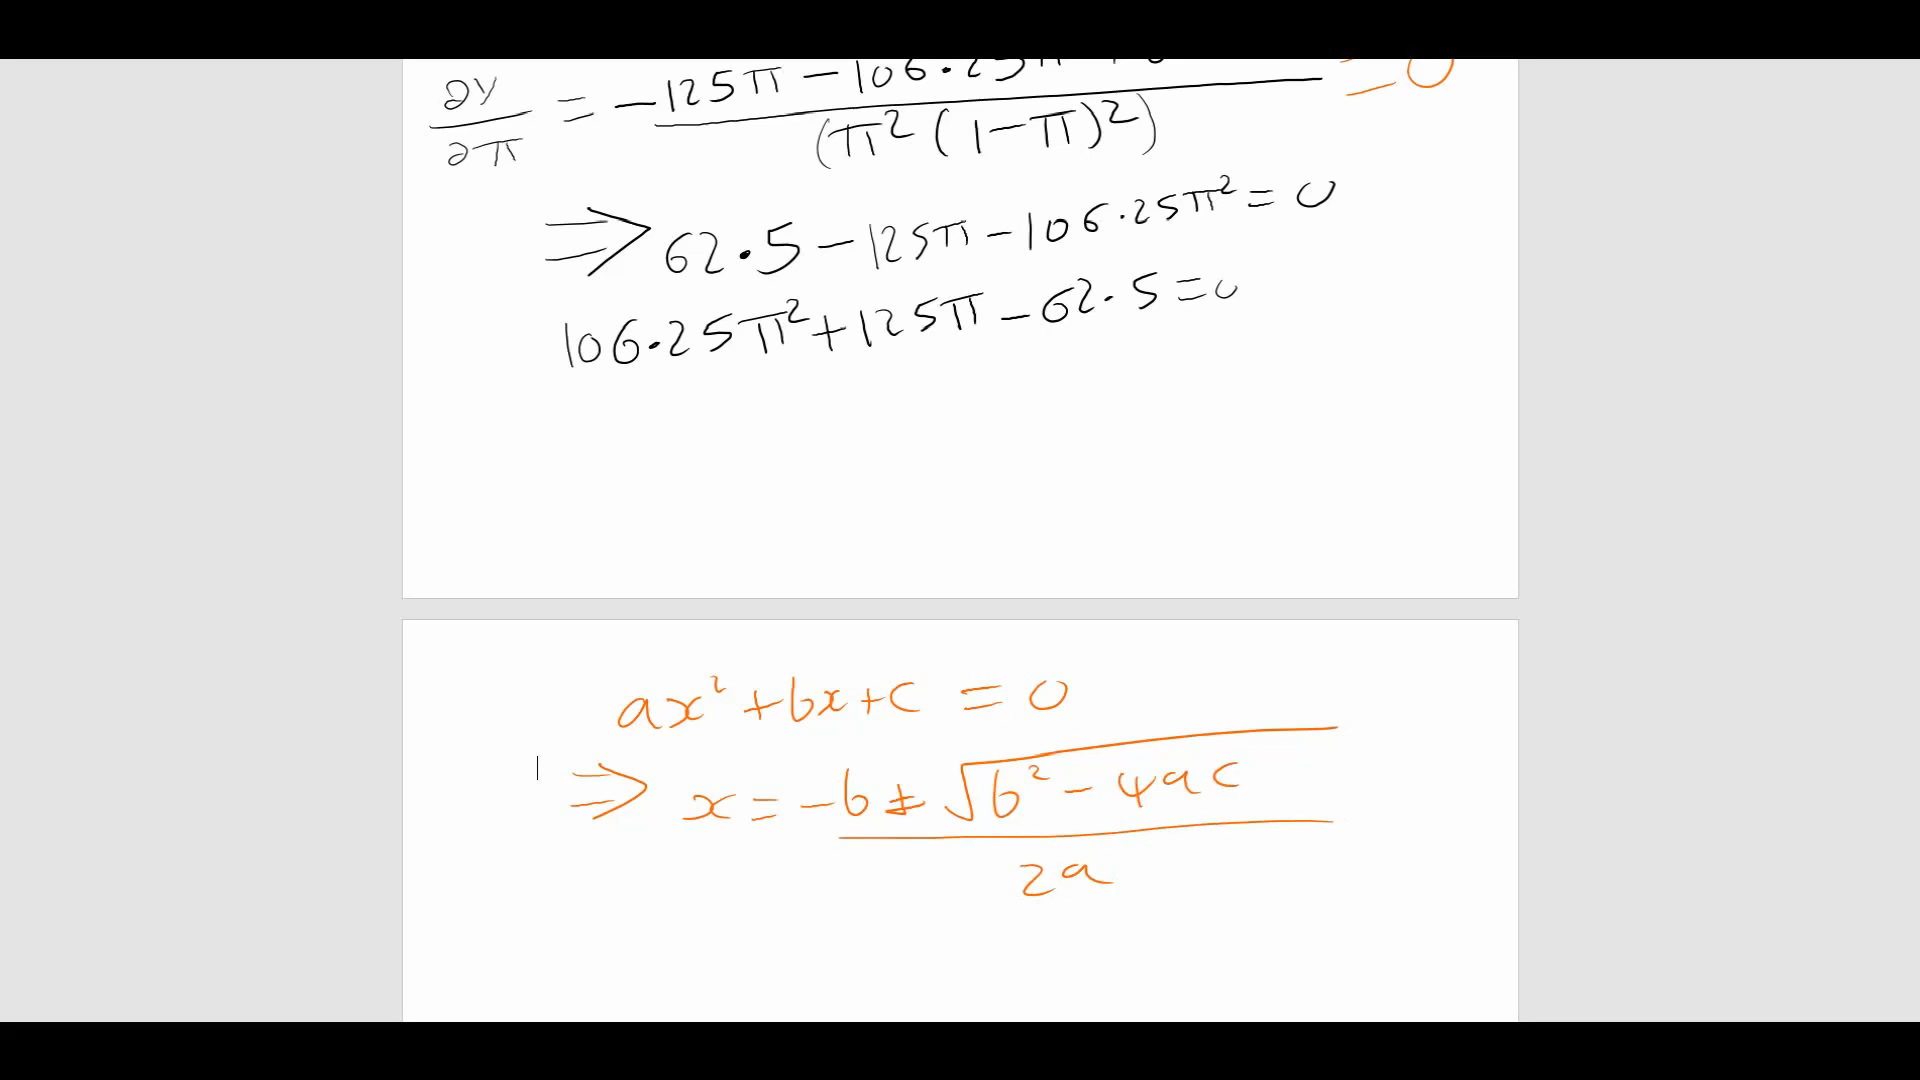 ∂V/∂π = -125π - 106.25π = 0
(π²(1-π)²)
⇒ 62.5 - 125π - 106.25π² = 0
106.25π² + 125π - 62.5 = 0
ax² + bx + c = 0
⇒ x = -b ± √b² - 4ac
2a